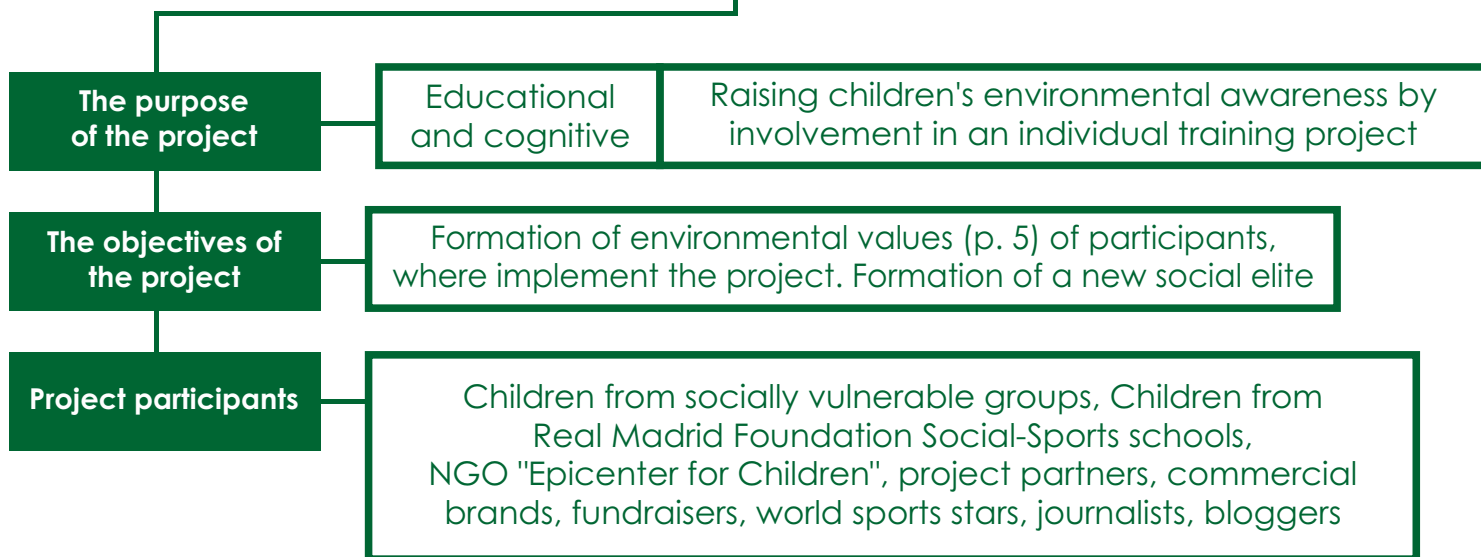 The purpose
of the project
Educational
and cognitive
Raising children's environmental awareness by
involvement in an individual training project
The objectives of
the project
Formation of environmental values (p. 5) of participants,
where implement the project. Formation of a new social elite
Project participants
Children from socially vulnerable groups, Children from
Real Madrid Foundation Social-Sports schools,
NGO "Epicenter for Children", project partners, commercial
brands, fundraisers, world sports stars, journalists, bloggers